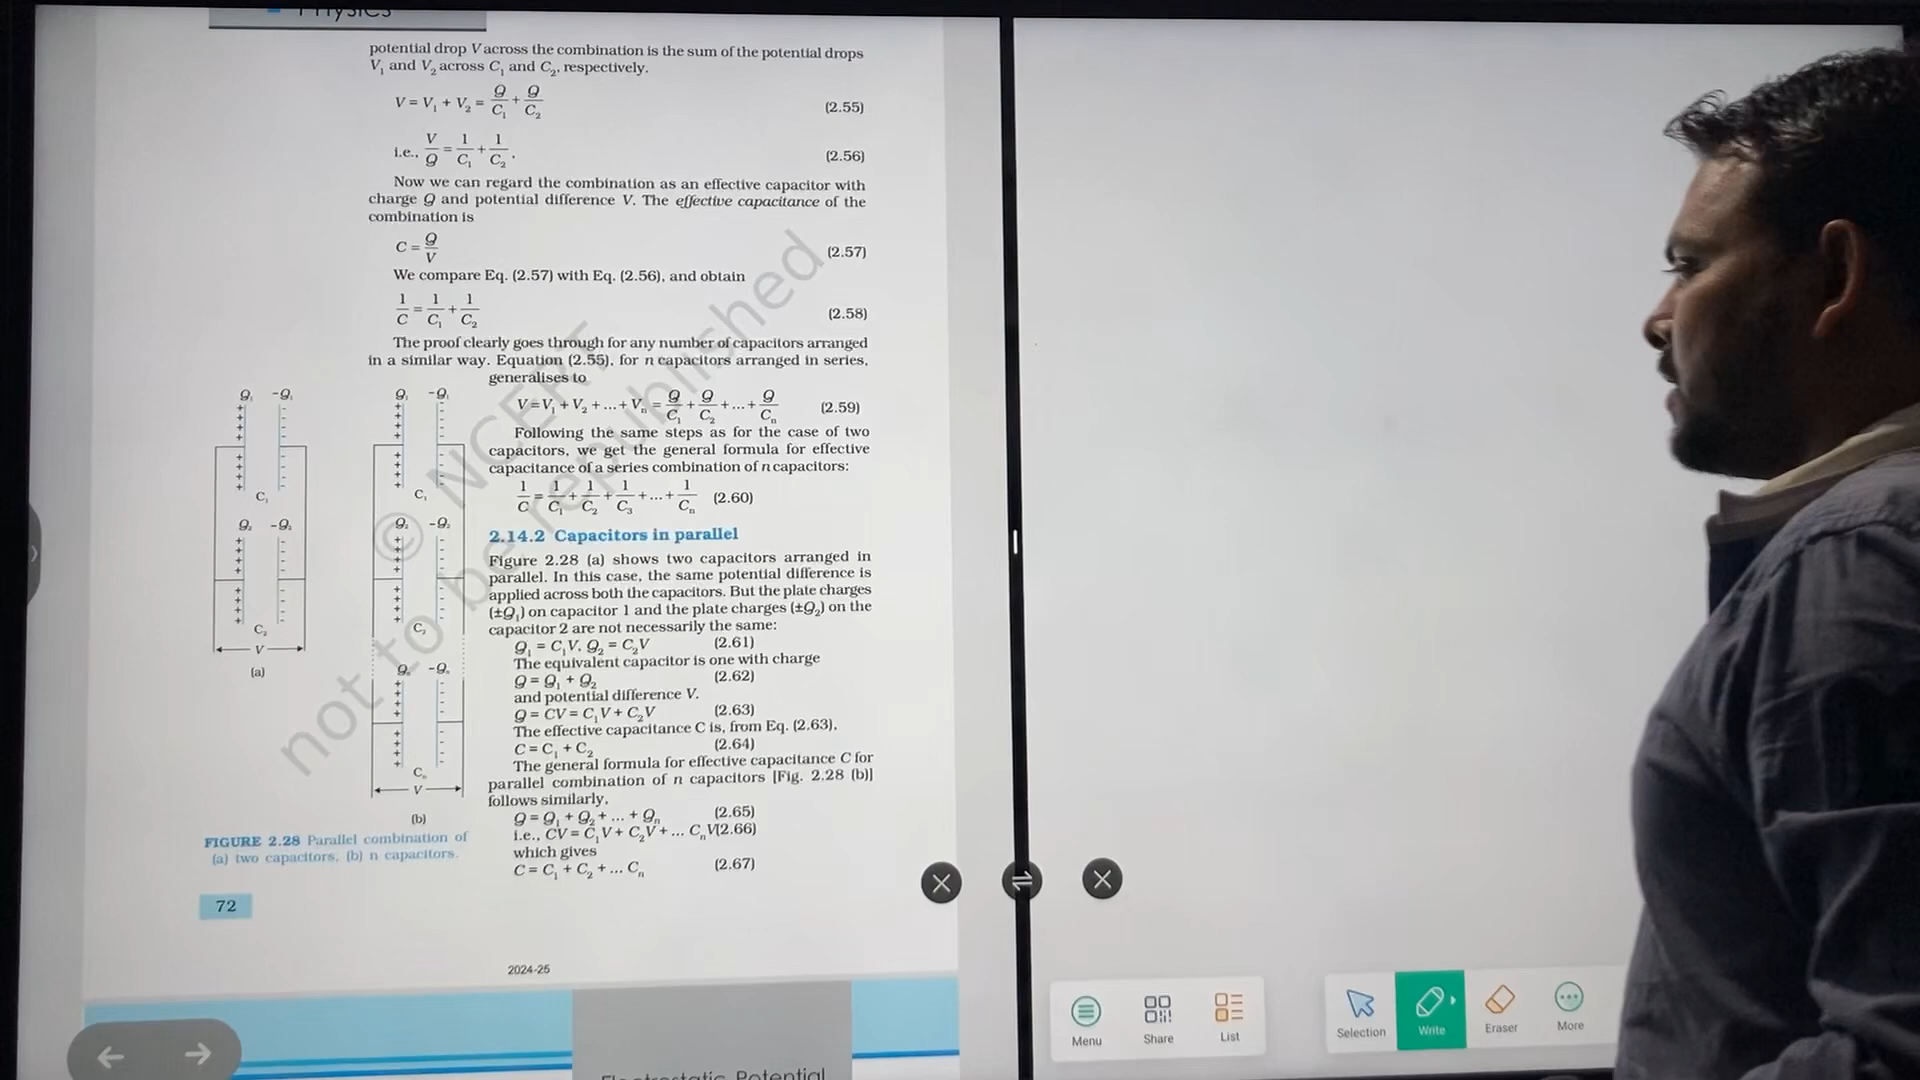 Physics
potential drop V across the combination is the sum of the potential drops
V₁ and V₂ across C₁ and C₂, respectively.
V = V₁ + V₂ = Q/C₁ + Q/C₂ (2.55)
i.e., V/Q = 1/C₁ + 1/C₂ , (2.56)
Now we can regard the combination as an effective capacitor with
charge Q and potential difference V. The effective capacitance of the
combination is
C = Q/V (2.57)
We compare Eq. (2.57) with Eq. (2.56), and obtain
1/C = 1/C₁ + 1/C₂ (2.58)
The proof clearly goes through for any number of capacitors arranged
in a similar way. Equation (2.55), for n capacitors arranged in series,
generalises to
V = V₁ + V₂ + ... + Vₙ = Q/C₁ + Q/C₂ + ... + Q/Cₙ (2.59)
Following the same steps as for the case of two
capacitors, we get the general formula for effective
capacitance of a series combination of n capacitors:
1/C = 1/C₁ + 1/C₂ + 1/C₃ + ... + 1/Cₙ (2.60)
2.14.2 Capacitors in parallel
Figure 2.28 (a) shows two capacitors arranged in
parallel. In this case, the same potential difference is
applied across both the capacitors. But the plate charges
(±Q₁) on capacitor 1 and the plate charges (±Q₂) on the
capacitor 2 are not necessarily the same:
Q₁ = C₁V, Q₂ = C₂V (2.61)
The equivalent capacitor is one with charge
Q = Q₁ + Q₂ (2.62)
and potential difference V.
Q = CV = C₁V + C₂V (2.63)
The effective capacitance C is, from Eq. (2.63),
C = C₁ + C₂ (2.64)
The general formula for effective capacitance C for
parallel combination of n capacitors [Fig. 2.28 (b)]
follows similarly,
Q = Q₁ + Q₂ + ... + Qₙ (2.65)
i.e., CV = C₁V + C₂V + ... CₙV (2.66)
which gives
C = C₁ + C₂ + ... Cₙ (2.67)
Q₁ -Q₁
C₁
Q₂ -Q₂
C₂
V
(a)
Q₁ -Q₁
C₁
Q₂ -Q₂
C₂
Qₙ -Qₙ
Cₙ
V
(b)
FIGURE 2.28 Parallel combination of
(a) two capacitors, (b) n capacitors.
72
2024-25
© NCERT
not to be republished
Electrostatic Potential
Menu
Share
List
Selection
Write
Eraser
More